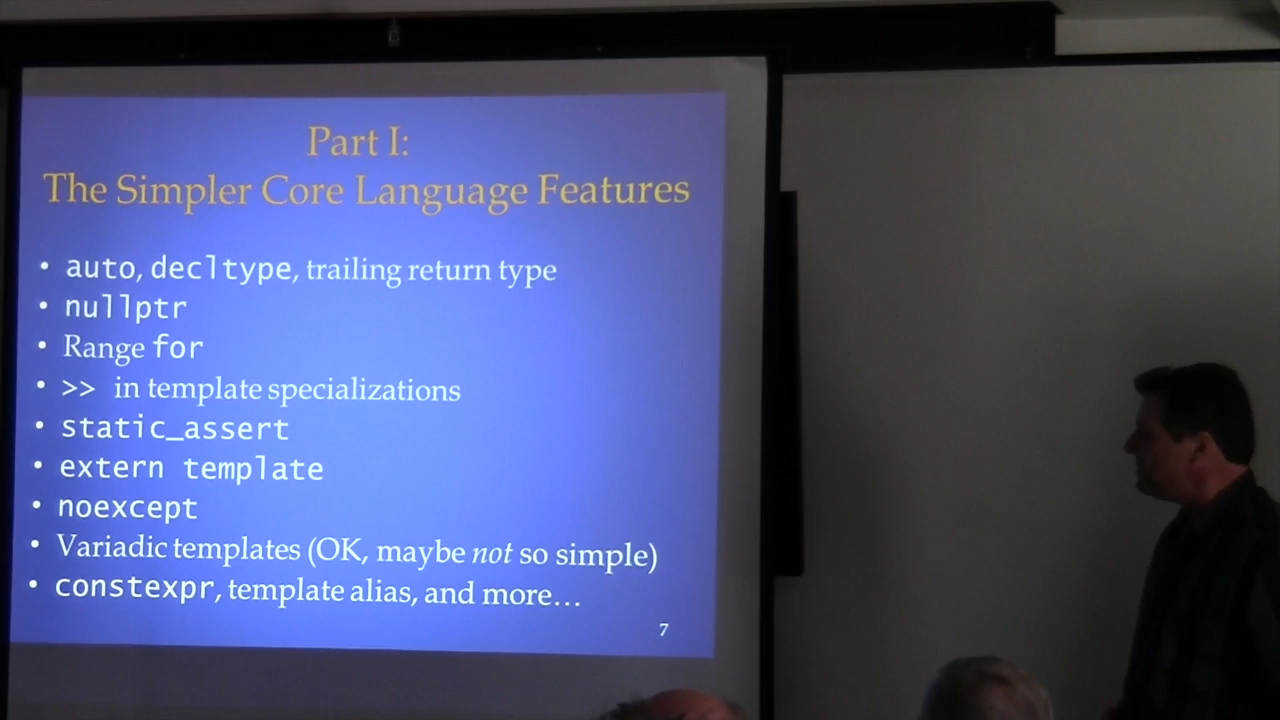 Part I:
The Simpler Core Language Features
• auto, decltype, trailing return type
• nullptr
• Range for
• >> in template specializations
• static_assert
• extern template
• noexcept
• Variadic templates (OK, maybe not so simple)
• constexpr, template alias, and more…
7